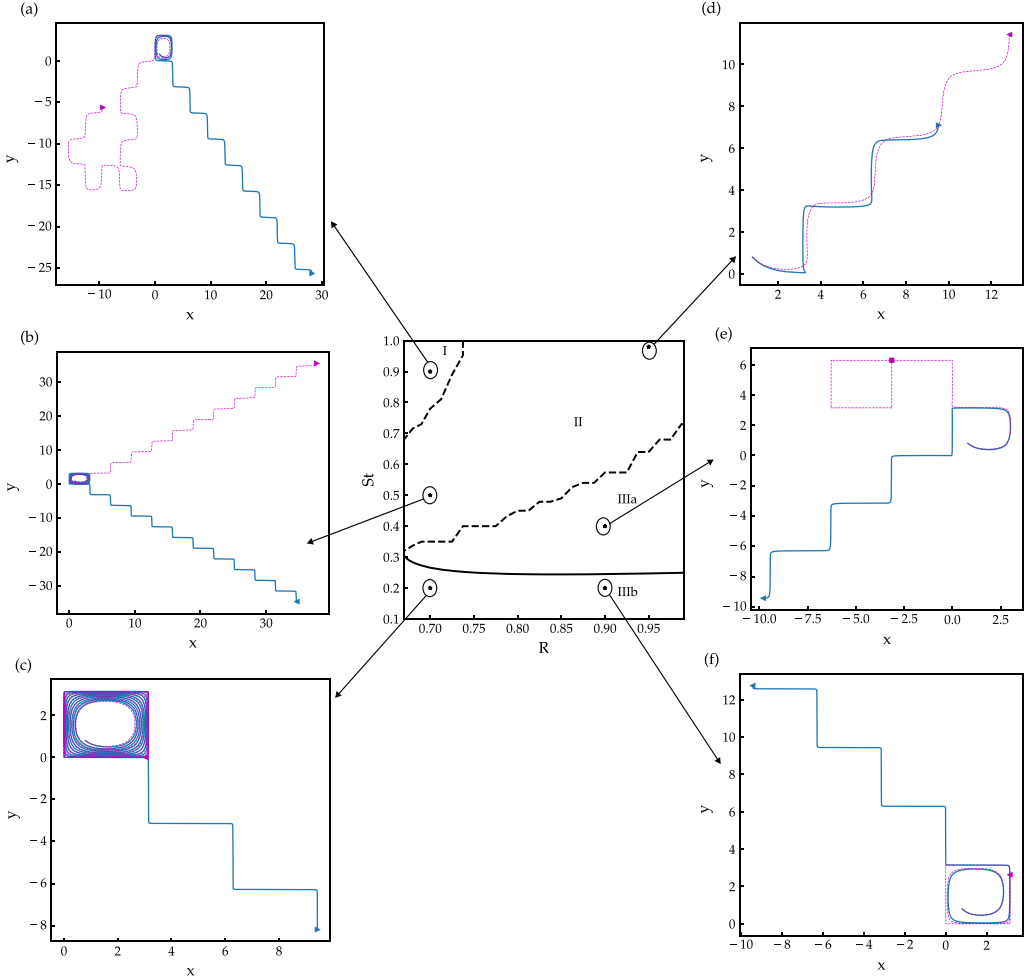 (a)
y
0
−5
−10
−15
−20
−25
−10 0 10 20 30
x
(d)
y
10
8
6
4
2
0
2 4 6 8 10 12
x
(b)
y
30
20
10
0
−10
−20
−30
0 10 20 30
x
St
1.0
0.9
0.8
0.7
0.6
0.5
0.4
0.3
0.2
0.1
I
II
IIIa
IIIb
0.70 0.75 0.80 0.85 0.90 0.95
R
(e)
y
6
4
2
0
−2
−4
−6
−8
−10
−10.0 −7.5 −5.0 −2.5 0.0 2.5
x
(c)
y
2
0
−2
−4
−6
−8
0 2 4 6 8
x
(f)
y
12
10
8
6
4
2
0
−10 −8 −6 −4 −2 0 2
x